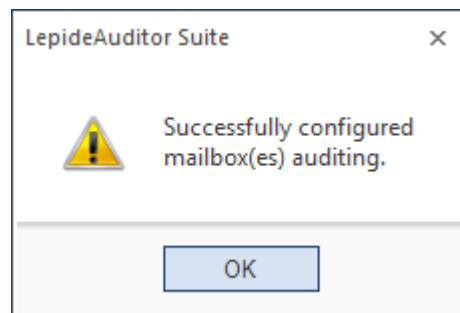 LepideAuditor Suite
Successfully configured
mailbox(es) auditing.
OK